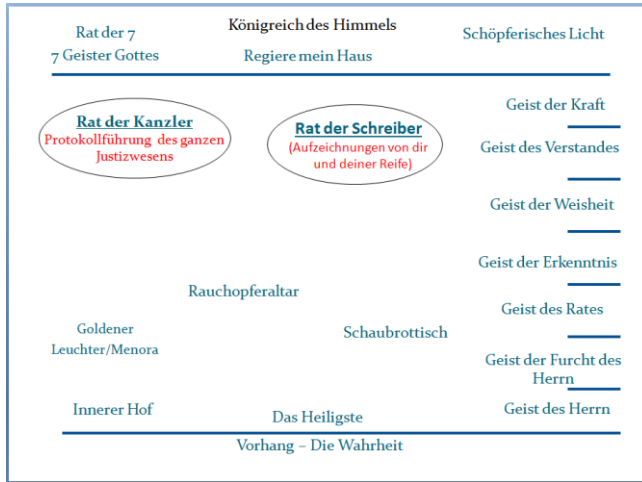 Königreich des Himmels
Rat der 7
7 Geister Gottes
Regiere mein Haus
Schöpferisches Licht
Rat der Kanzler
Protokollführung des ganzen
Justizwesens
Rat der Schreiber
(Aufzeichnungen von dir
und deiner Reife)
Geist der Kraft
Geist des Verstandes
Geist der Weisheit
Geist der Erkenntnis
Rauchopferaltar
Geist des Rates
Goldener
Leuchter/Menora
Schaubrottisch
Geist der Furcht des
Herrn
Innerer Hof
Das Heiligste
Geist des Herrn
Vorhang – Die Wahrheit